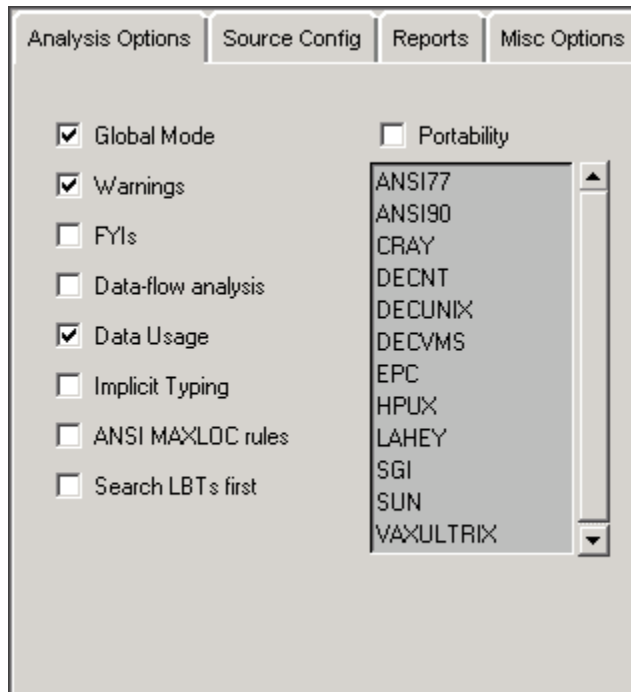 Analysis Options
Source Config
Reports
Misc Options
Global Mode
Warnings
FYIs
Data-flow analysis
Data Usage
Implicit Typing
ANSI MAXLOC rules
Search LBTs first
Portability
ANSI77
ANSI90
CRAY
DECNT
DECUNIX
DECVMS
EPC
HPUX
LAHEY
SGI
SUN
VAXULTRIX